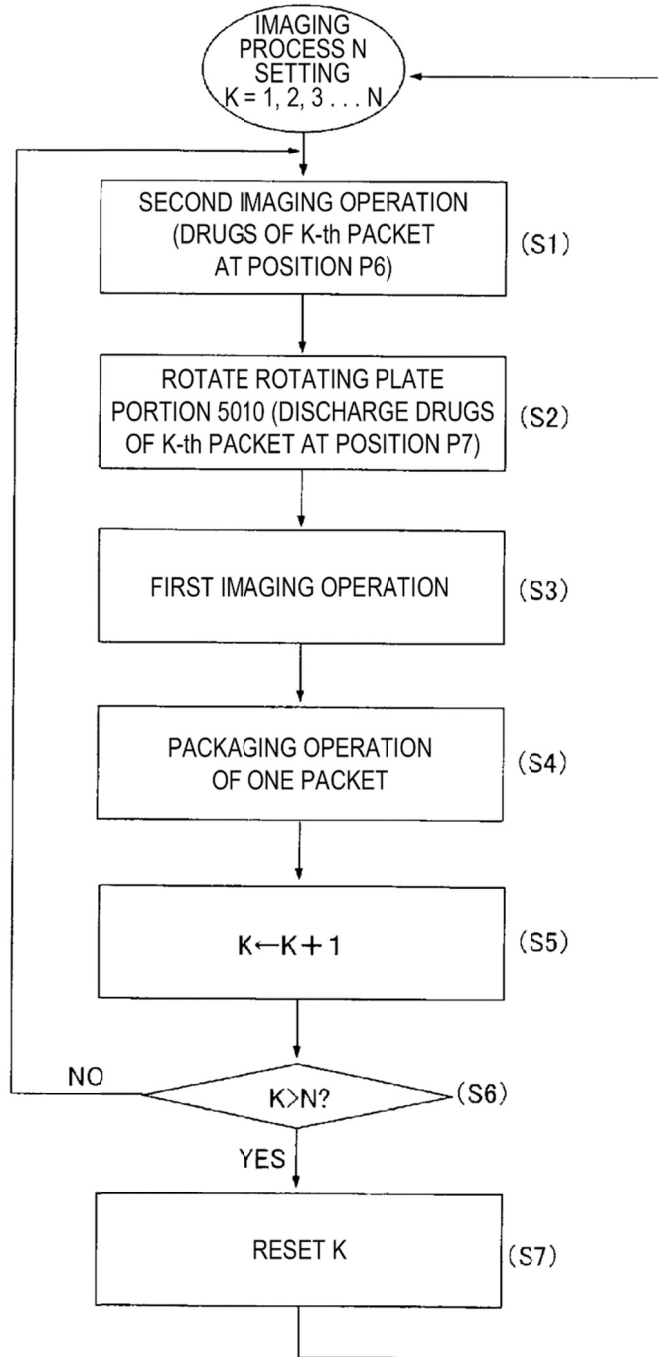 IMAGING
PROCESS N
SETTING
K = 1, 2, 3 . . . N
SECOND IMAGING OPERATION
(DRUGS OF K-th PACKET
AT POSITION P6)
(S1)
ROTATE ROTATING PLATE
PORTION 5010 (DISCHARGE DRUGS
OF K-th PACKET AT POSITION P7)
(S2)
FIRST IMAGING OPERATION
(S3)
PACKAGING OPERATION
OF ONE PACKET
(S4)
K←K+1
(S5)
NO
K>N?
(S6)
YES
RESET K
(S7)